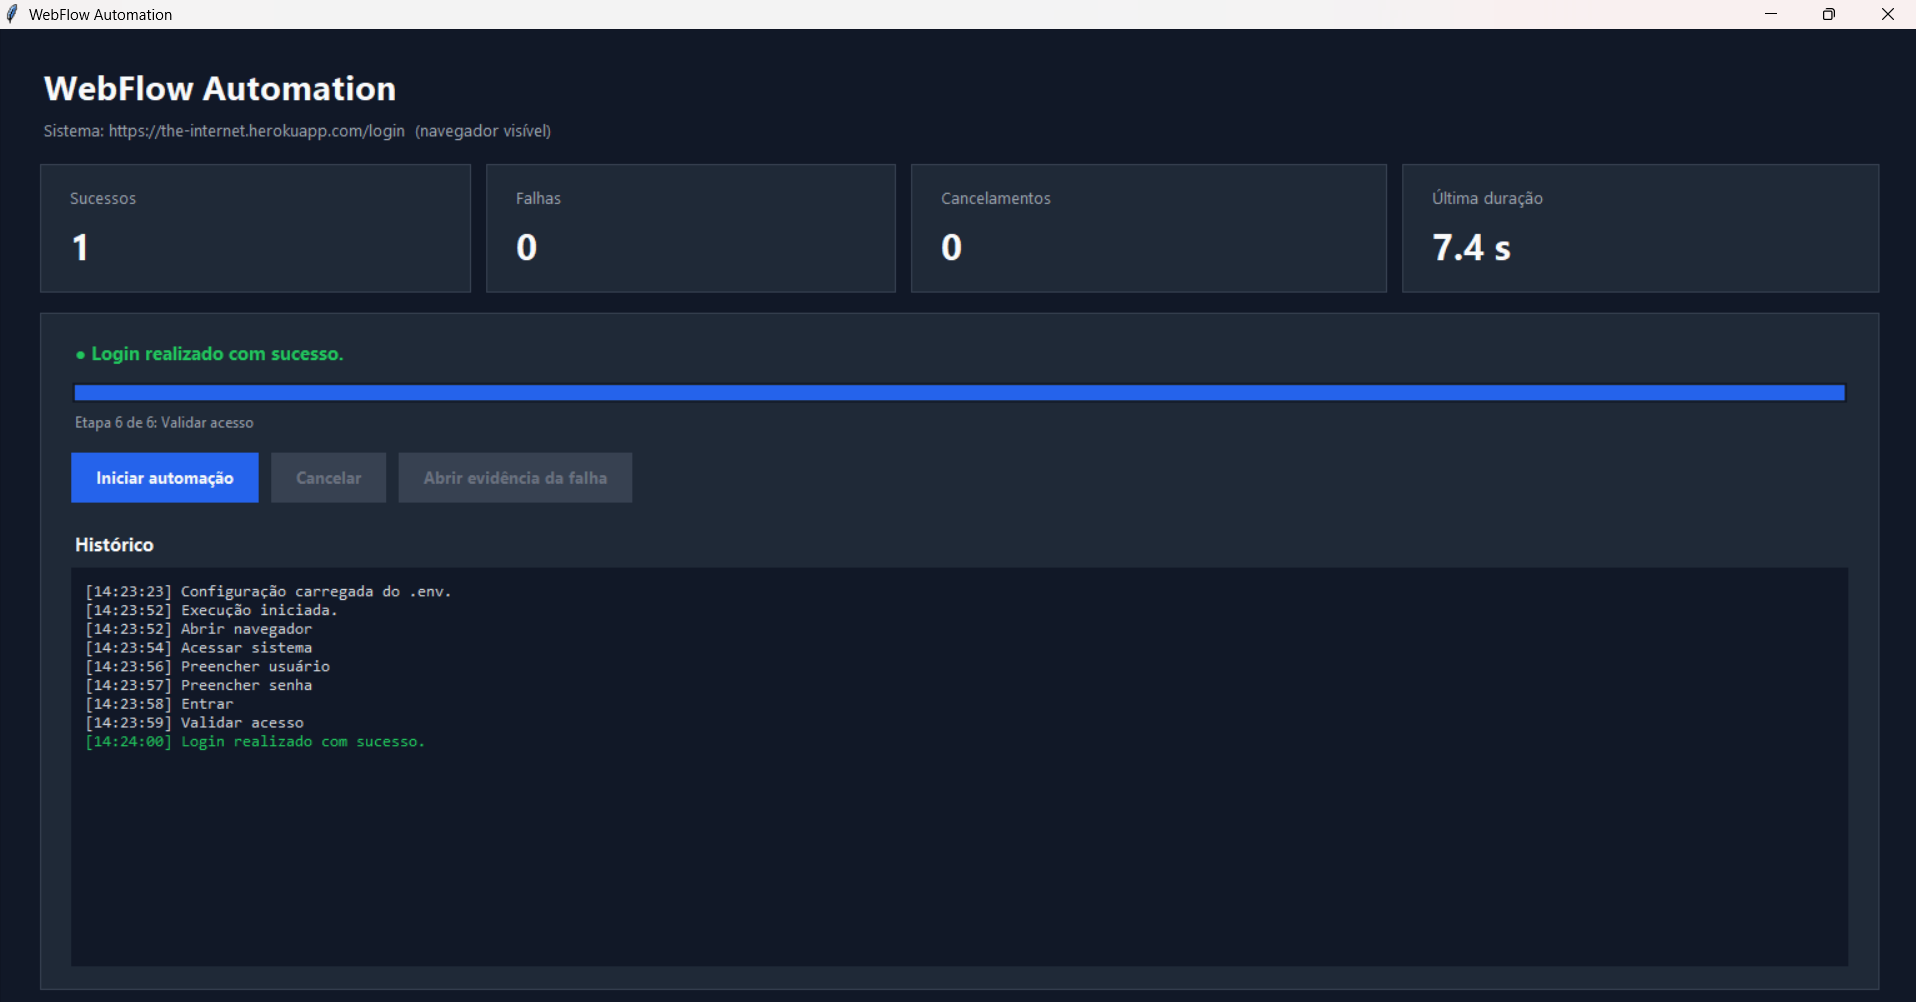 WebFlow Automation
WebFlow Automation
Sistema: https://the-internet.herokuapp.com/login (navegador visível)
Sucessos
1
Falhas
0
Cancelamentos
0
Última duração
7.4 s
● Login realizado com sucesso.
Etapa 6 de 6: Validar acesso
Iniciar automação
Cancelar
Abrir evidência da falha
Histórico
[14:23:23] Configuração carregada do .env.
[14:23:52] Execução iniciada.
[14:23:52] Abrir navegador
[14:23:54] Acessar sistema
[14:23:56] Preencher usuário
[14:23:57] Preencher senha
[14:23:58] Entrar
[14:23:59] Validar acesso
[14:24:00] Login realizado com sucesso.